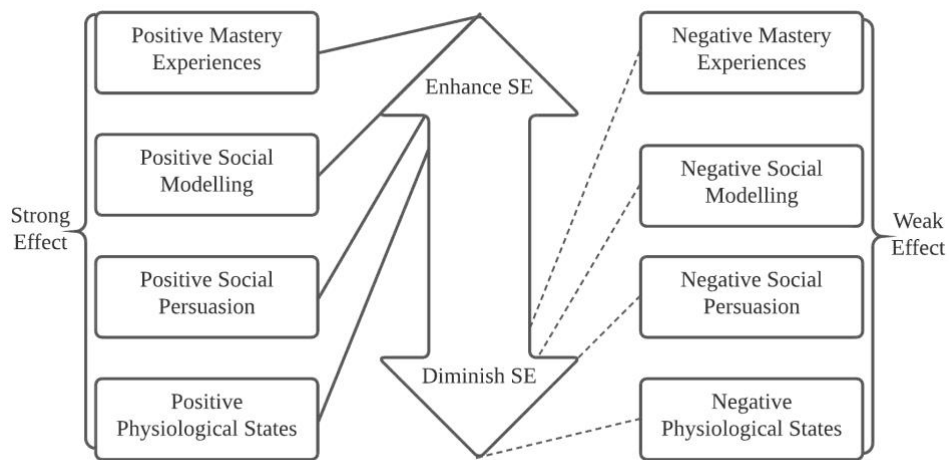 Positive Mastery
Experiences
Positive Social
Modelling
Positive Social
Persuasion
Positive
Physiological States
Strong
Effect
Enhance SE
Diminish SE
Negative Mastery
Experiences
Negative Social
Modelling
Negative Social
Persuasion
Negative
Physiological States
Weak
Effect